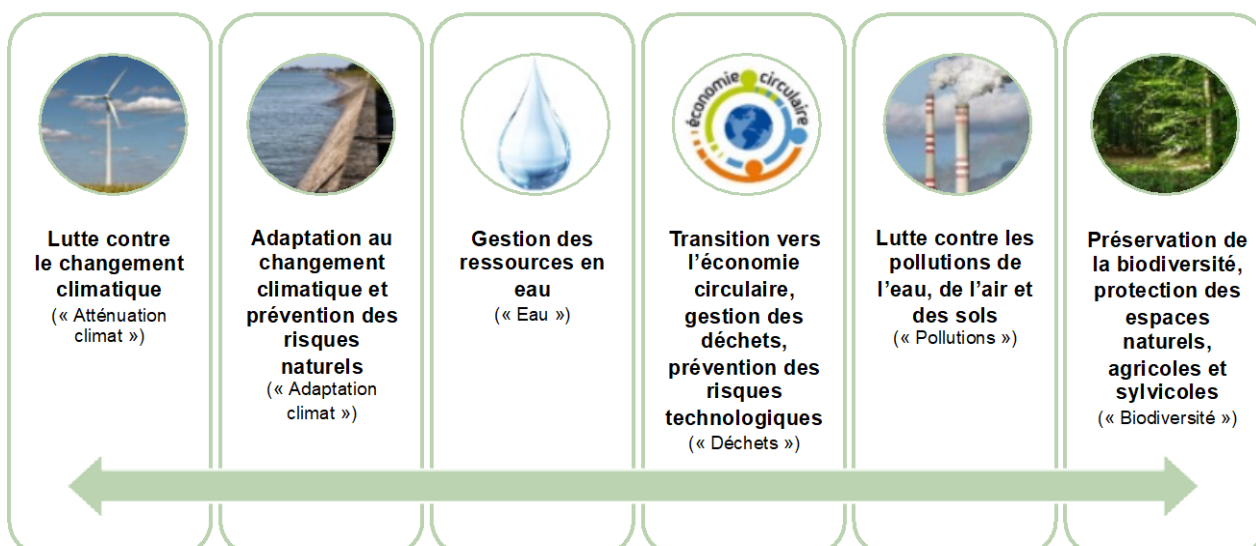 Lutte contre
le changement
climatique
(« Atténuation
climat »)
Adaptation au
changement
climatique et
prévention des
risques
naturels
(« Adaptation
climat »)
Gestion des
ressources en
eau
(« Eau »)
économie circulaire
Transition vers
l’économie
circulaire,
gestion des
déchets,
prévention des
risques
technologiques
(« Déchets »)
Lutte contre les
pollutions de
l’eau, de l’air et
des sols
(« Pollutions »)
Préservation de
la biodiversité,
protection des
espaces
naturels,
agricoles et
sylvicoles
(« Biodiversité »)